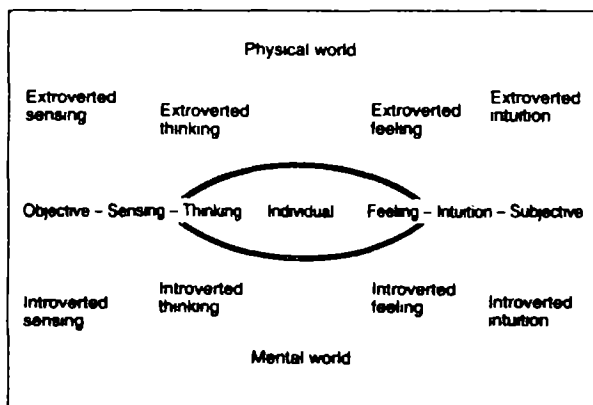 Physical world
Extroverted sensing
Extroverted thinking
Extroverted feeling
Extroverted intuition
Objective – Sensing – Thinking Individual Feeling – Intuition – Subjective
Introverted sensing
Introverted thinking
Introverted feeling
Introverted intuition
Mental world